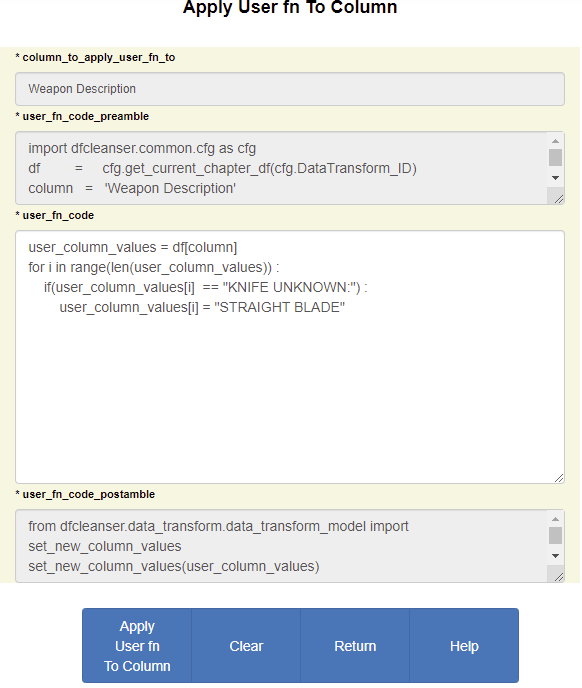 Apply User fn To Column
* column_to_apply_user_fn_to
Weapon Description
* user_fn_code_preamble
import dfcleanser.common.cfg as cfg
df = cfg.get_current_chapter_df(cfg.DataTransform_ID)
column = 'Weapon Description'
* user_fn_code
user_column_values = df[column]
for i in range(len(user_column_values)) :
if(user_column_values[i] == "KNIFE UNKNOWN:") :
user_column_values[i] = "STRAIGHT BLADE"
* user_fn_code_postamble
from dfcleanser.data_transform.data_transform_model import
set_new_column_values
set_new_column_values(user_column_values)
Apply
User fn
To Column
Clear
Return
Help